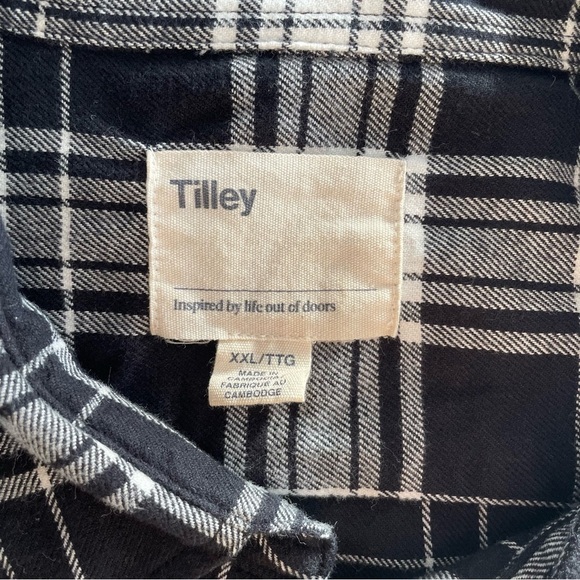 Tilley
Inspired by life out of doors
XXL/TTG
MADE IN
CAMBODIA
FABRIQUE AU
CAMBODGE